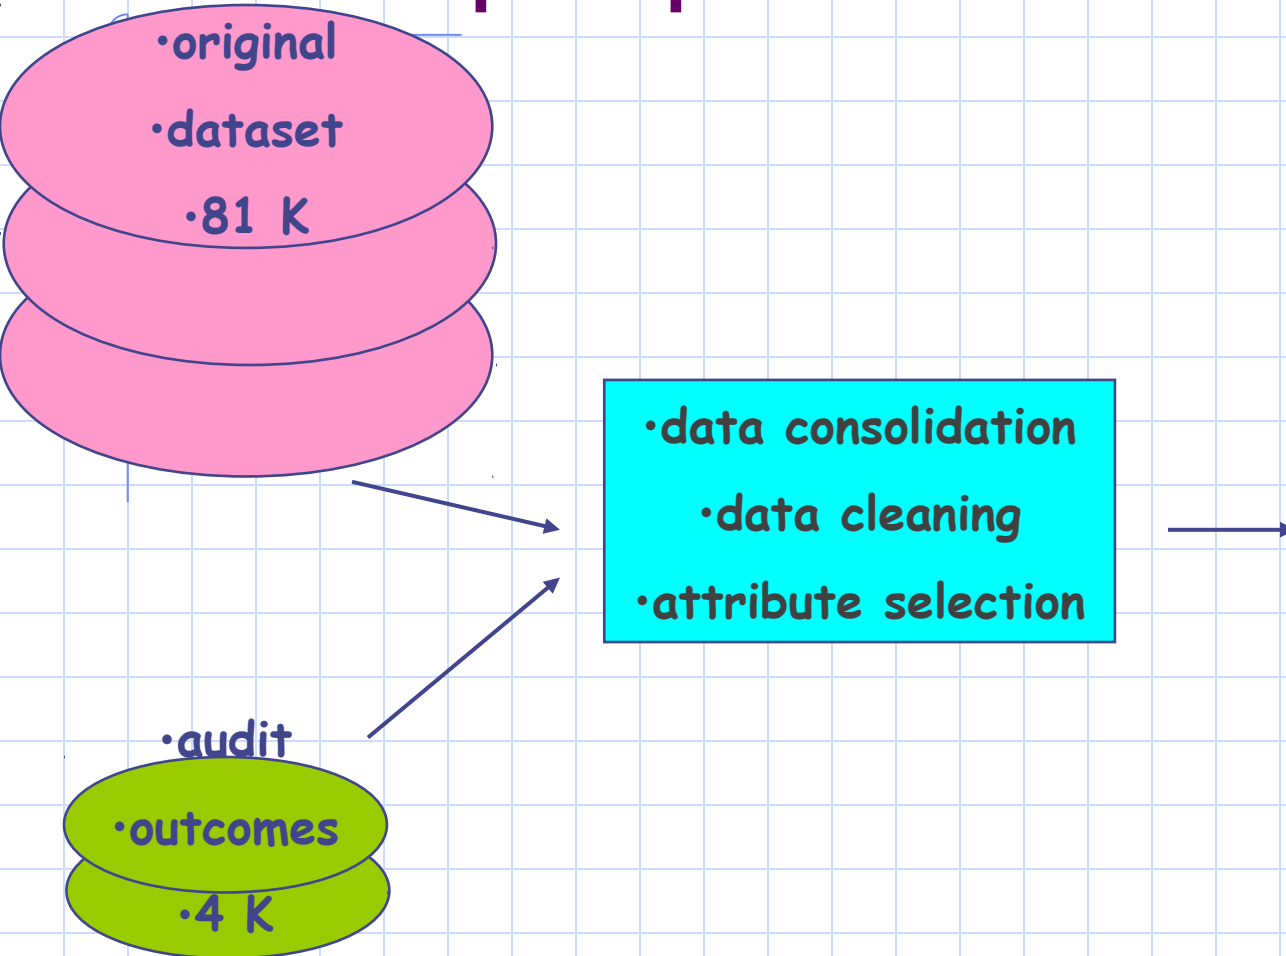 •original
•dataset
•81 K
•data consolidation
•data cleaning
•attribute selection
•audit
•outcomes
•4 K